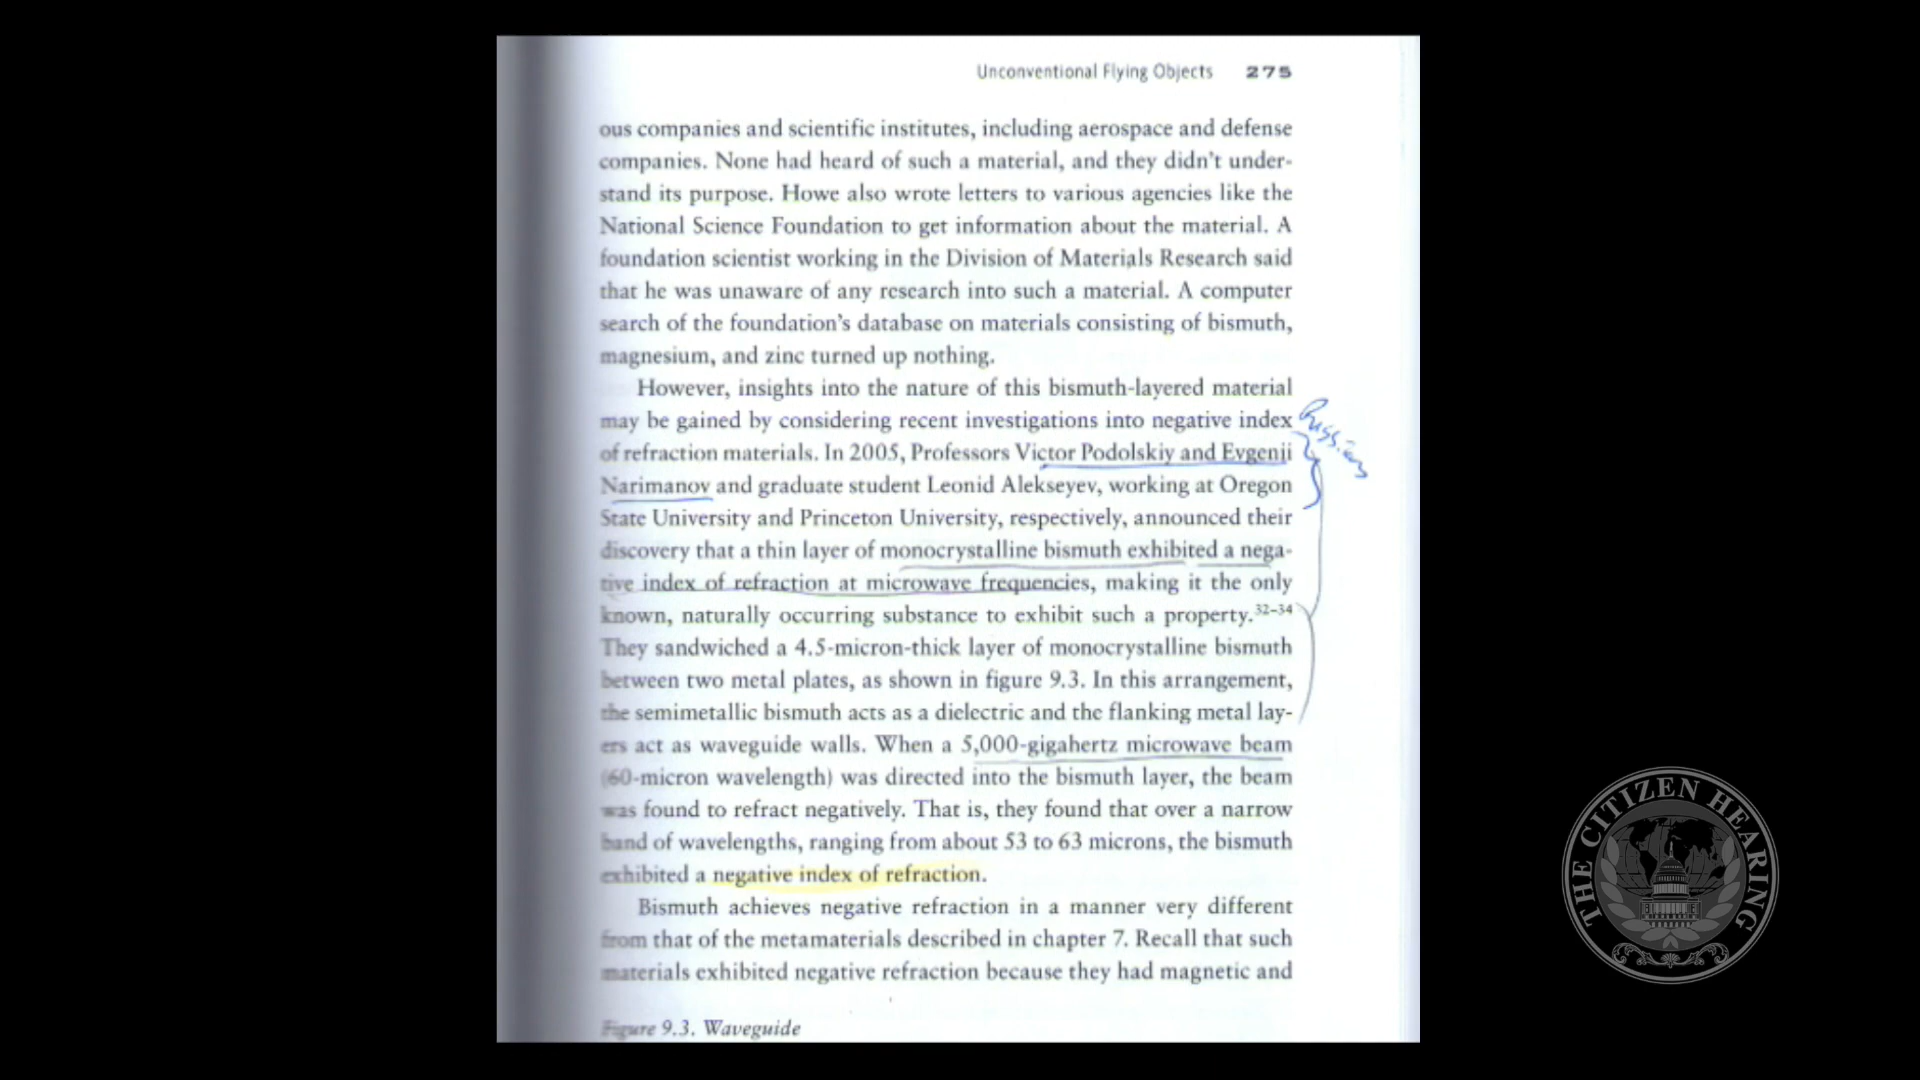 Unconventional Flying Objects 275
ous companies and scientific institutes, including aerospace and defense
companies. None had heard of such a material, and they didn't under-
stand its purpose. Howe also wrote letters to various agencies like the
National Science Foundation to get information about the material. A
foundation scientist working in the Division of Materials Research said
that he was unaware of any research into such a material. A computer
search of the foundation's database on materials consisting of bismuth,
magnesium, and zinc turned up nothing.
However, insights into the nature of this bismuth-layered material
may be gained by considering recent investigations into negative index
of refraction materials. In 2005, Professors Victor Podolskiy and Evgenji
Narimanov and graduate student Leonid Alekseyev, working at Oregon
State University and Princeton University, respectively, announced their
discovery that a thin layer of monocrystalline bismuth exhibited a nega-
tive index of refraction at microwave frequencies, making it the only
known, naturally occurring substance to exhibit such a property.32–34
They sandwiched a 4.5-micron-thick layer of monocrystalline bismuth
between two metal plates, as shown in figure 9.3. In this arrangement,
the semimetallic bismuth acts as a dielectric and the flanking metal lay-
ers act as waveguide walls. When a 5,000-gigahertz microwave beam
(60-micron wavelength) was directed into the bismuth layer, the beam
was found to refract negatively. That is, they found that over a narrow
band of wavelengths, ranging from about 53 to 63 microns, the bismuth
exhibited a negative index of refraction.
Bismuth achieves negative refraction in a manner very different
from that of the metamaterials described in chapter 7. Recall that such
materials exhibited negative refraction because they had magnetic and
Figure 9.3. Waveguide
Russians
THE CITIZEN HEARING